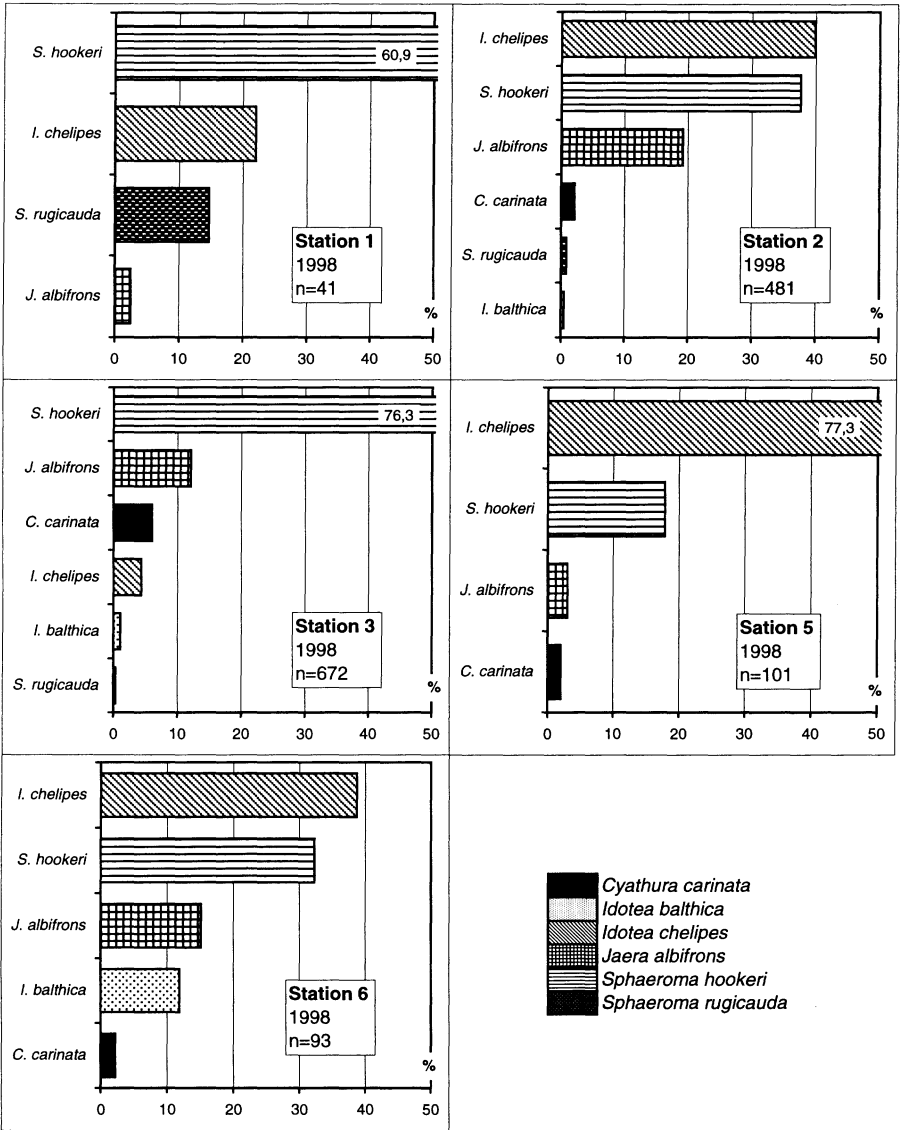 S. hookeri
60,9
I. chelipes
S. rugicauda
J. albifrons
Station 1
1998
n=41
%
0 10 20 30 40 50
I. chelipes
S. hookeri
J. albifrons
C. carinata
S. rugicauda
I. balthica
Station 2
1998
n=481
%
0 10 20 30 40 50
S. hookeri
76,3
J. albifrons
C. carinata
I. chelipes
I. balthica
S. rugicauda
Station 3
1998
n=672
%
0 10 20 30 40 50
I. chelipes
77,3
S. hookeri
J. albifrons
C. carinata
Sation 5
1998
n=101
%
0 10 20 30 40 50
I. chelipes
S. hookeri
J. albifrons
I. balthica
C. carinata
Station 6
1998
n=93
%
0 10 20 30 40 50
Cyathura carinata
Idotea balthica
Idotea chelipes
Jaera albifrons
Sphaeroma hookeri
Sphaeroma rugicauda